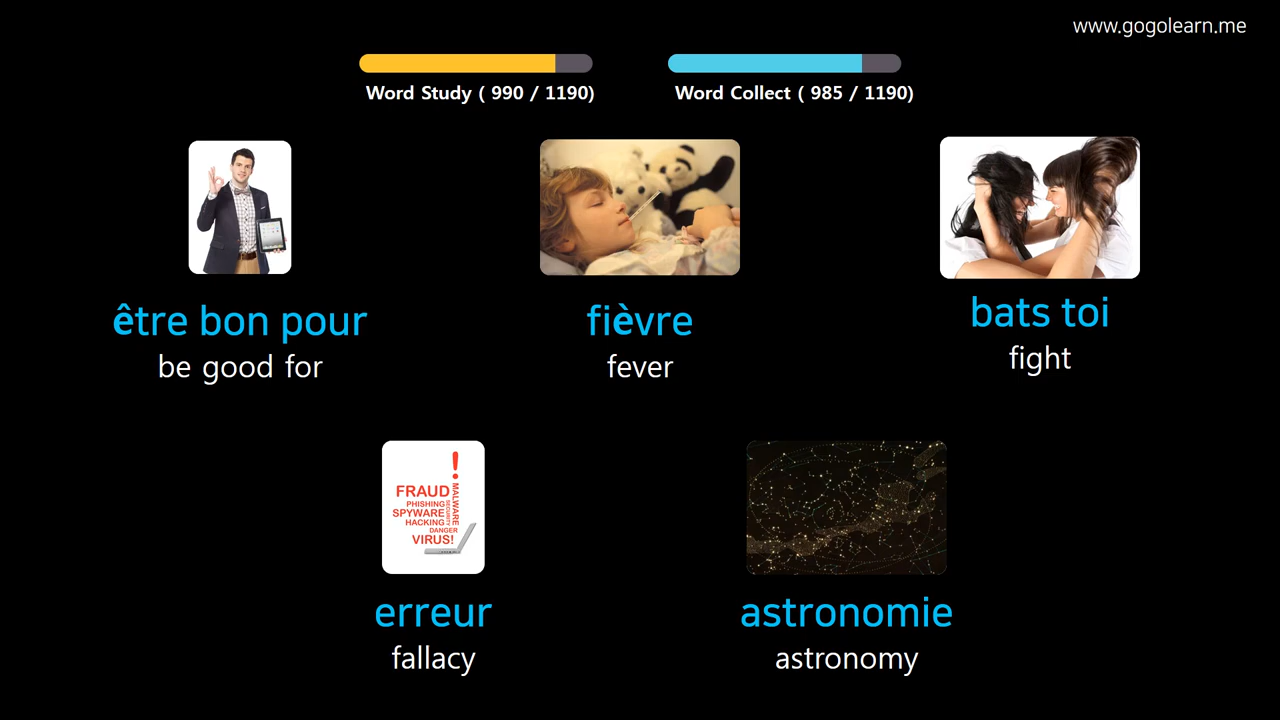 www.gogolearn.me
Word Study ( 990 / 1190)
Word Collect ( 985 / 1190)
être bon pour
be good for
fièvre
fever
bats toi
fight
!
FRAUD
PHISHING
SPYWARE
HACKING
DANGER
VIRUS!
MALWARE
SECURITY
erreur
fallacy
astronomie
astronomy